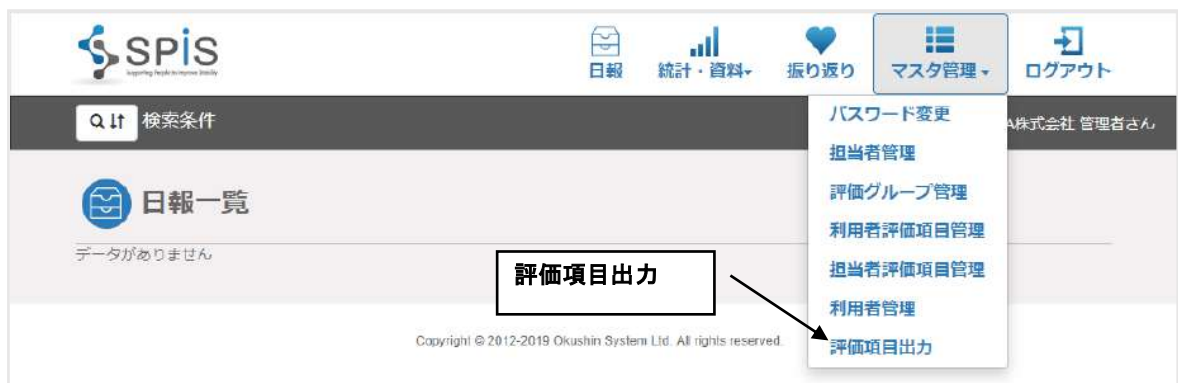 SPiS
Supporting People to Improve Stability
日報
統計・資料
振り返り
マスタ管理
ログアウト
検索条件
A株式会社 管理者さん
パスワード変更
担当者管理
評価グループ管理
利用者評価項目管理
担当者評価項目管理
利用者管理
評価項目出力
日報一覧
データがありません
評価項目出力
Copyright © 2012-2019 Okushin System Ltd. All rights reserved.